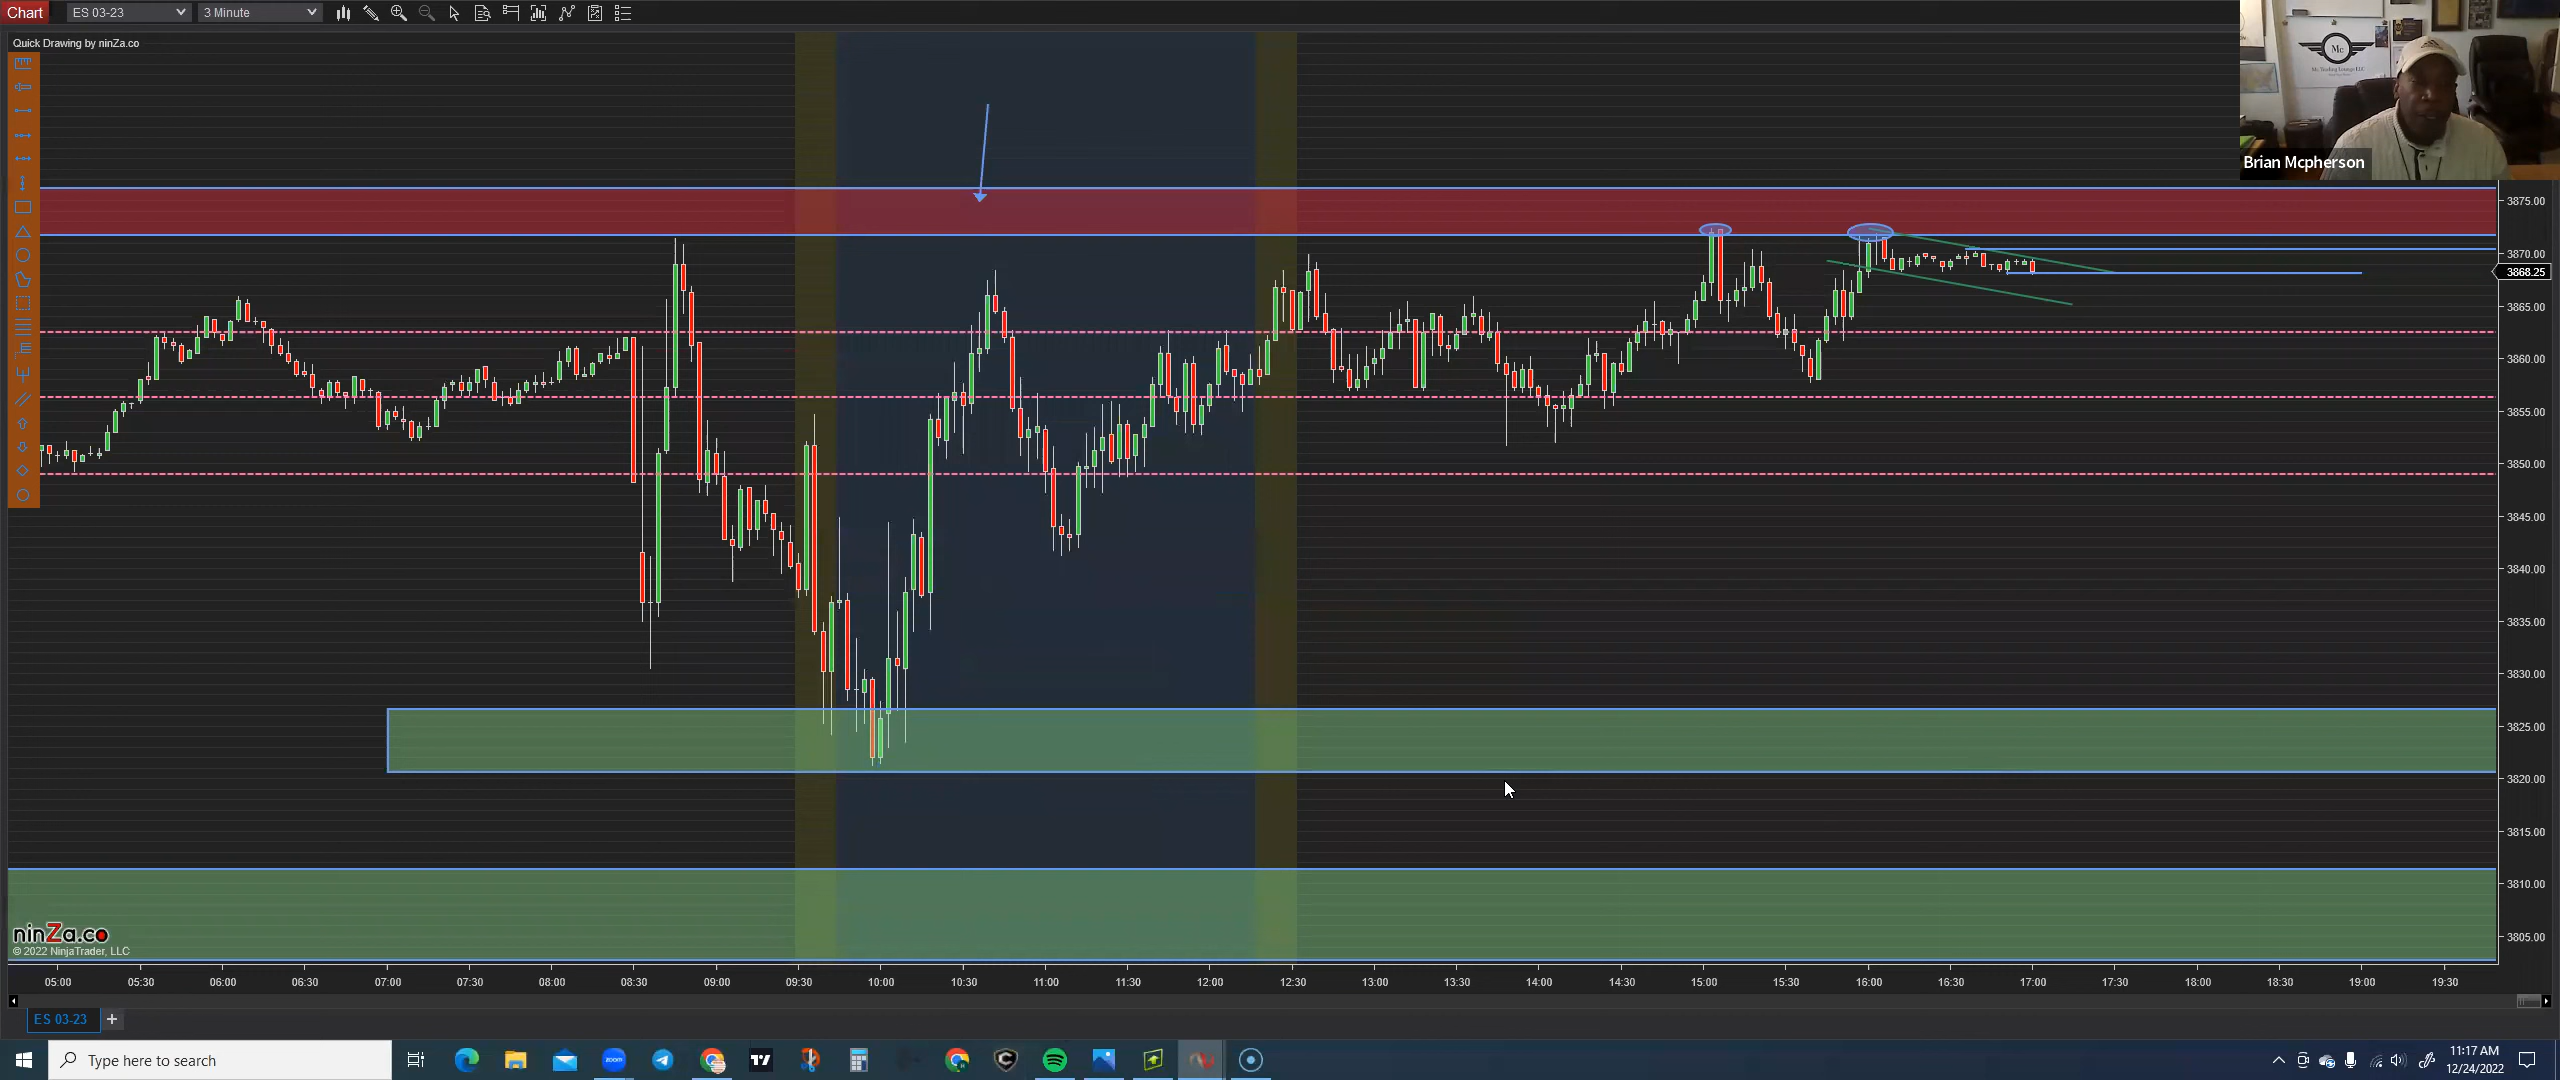 Chart
ES 03-23
3 Minute
Quick Drawing by ninZa.co
Mc
Mc Trading Lounge LLC
Brian Mcpherson
3875.00
3870.00
3868.25
3865.00
3860.00
3855.00
3850.00
3845.00
3840.00
3835.00
3830.00
3825.00
3820.00
3815.00
3810.00
3805.00
ninZa.co
© 2022 NinjaTrader, LLC
05:00 05:30 06:00 06:30 07:00 07:30 08:00 08:30 09:00 09:30 10:00 10:30 11:00 11:30 12:00 12:30 13:00 13:30 14:00 14:30 15:00 15:30 16:00 16:30 17:00 17:30 18:00 18:30 19:00 19:30
ES 03-23 +
Type here to search
zoom
11:17 AM
12/24/2022